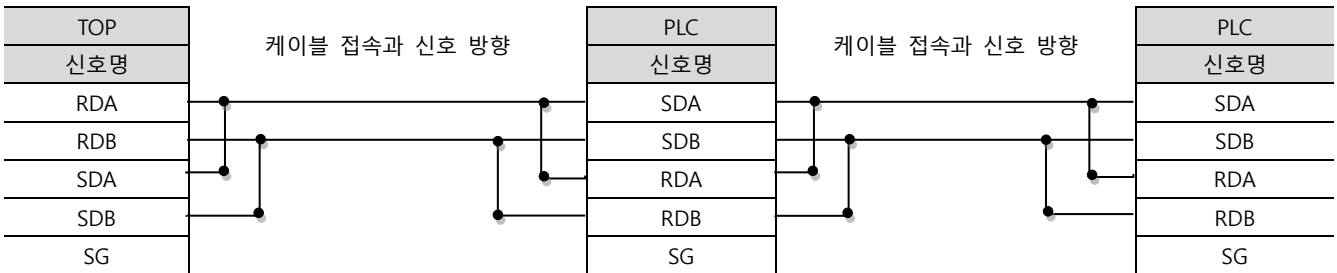 TOP 케이블 접속과 신호 방향 PLC 케이블 접속과 신호 방향 PLC
신호명 신호명 신호명
RDA SDA SDA
RDB SDB SDB
SDA RDA RDA
SDB RDB RDB
SG SG SG